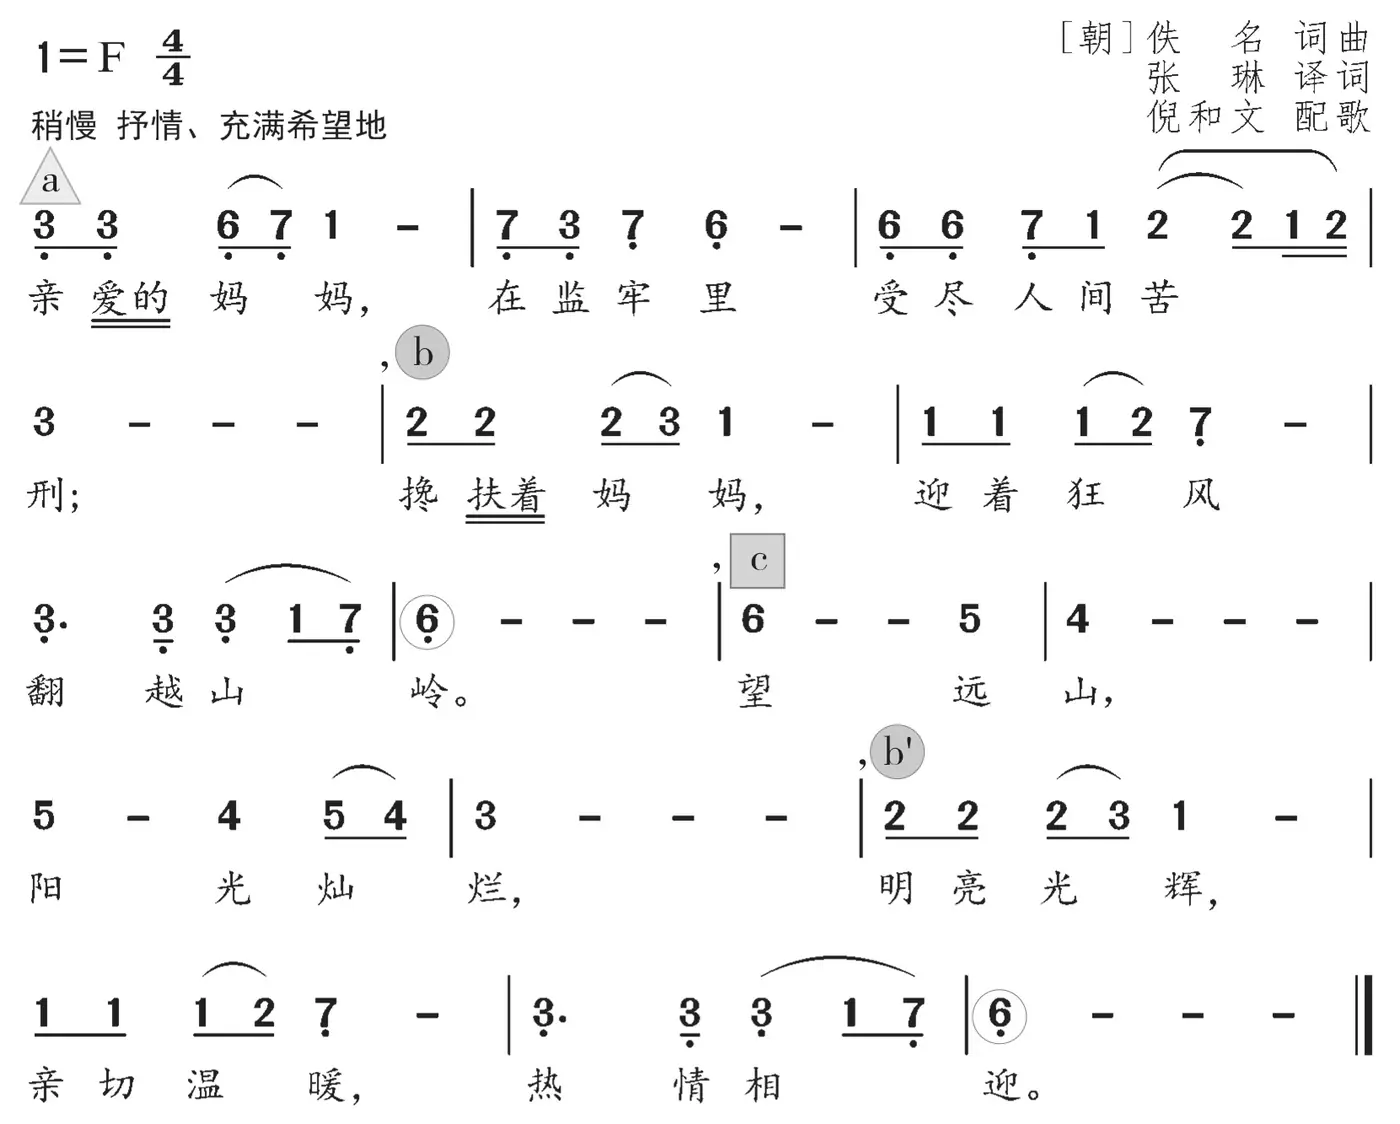 1=F 4/4
[朝]佚 名 词曲
张 琳 译词
倪和文 配歌
稍慢 抒情、充满希望地
a
3 3 6 7 1 - | 7 3 7 6 - | 6 6 7 1 2 2 1 2 |
亲 爱的 妈 妈, 在 监 牢 里 受 尽 人 间 苦
, b
3 - - - | 2 2 2 3 1 - | 1 1 1 2 7 - |
刑; 搀 扶着 妈 妈, 迎 着 狂 风
, c
3. 3 3 1 7 | 6 - - - | 6 - - 5 | 4 - - - |
翻 越 山 岭。 望 远 山,
, b'
5 - 4 5 4 | 3 - - - | 2 2 2 3 1 - |
阳 光 灿 烂, 明 亮 光 辉,
1 1 1 2 7 - | 3. 3 3 1 7 | 6 - - - ‖
亲 切 温 暖, 热 情 相 迎。